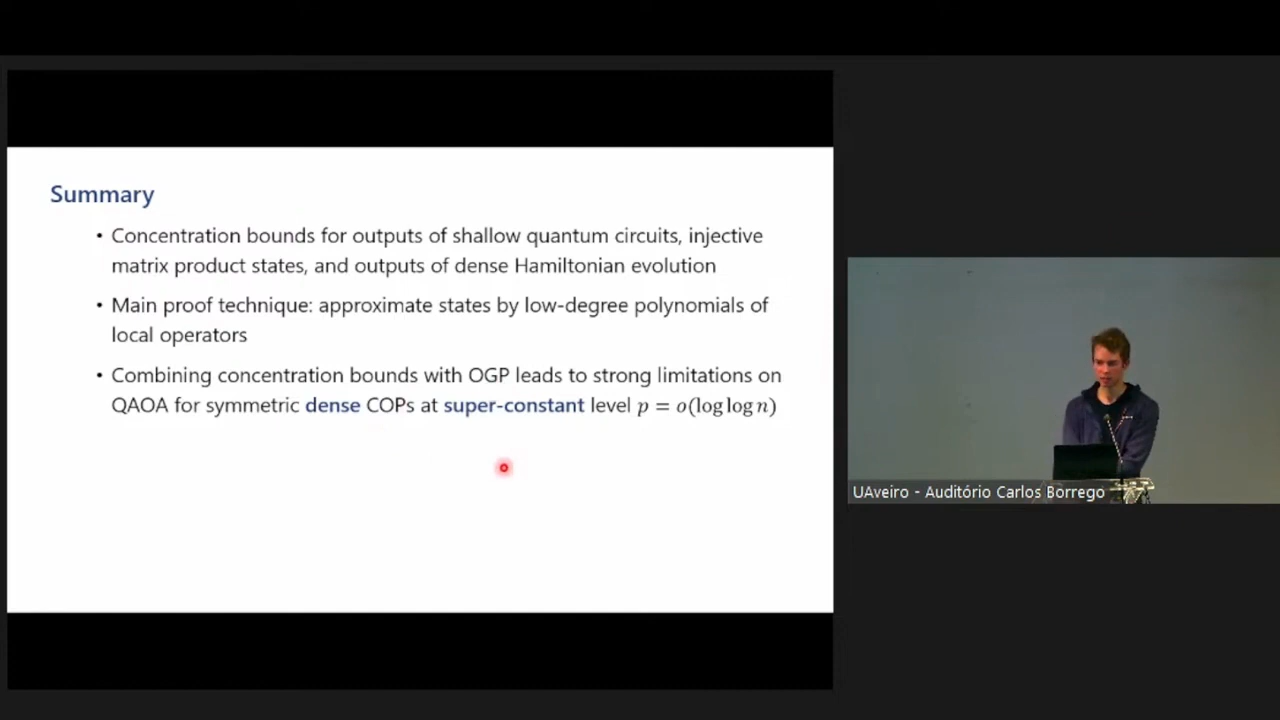 Summary
• Concentration bounds for outputs of shallow quantum circuits, injective
matrix product states, and outputs of dense Hamiltonian evolution
• Main proof technique: approximate states by low-degree polynomials of
local operators
• Combining concentration bounds with OGP leads to strong limitations on
QAOA for symmetric dense COPs at super-constant level p = o(log log n)
UAveiro - Auditório Carlos Borrego